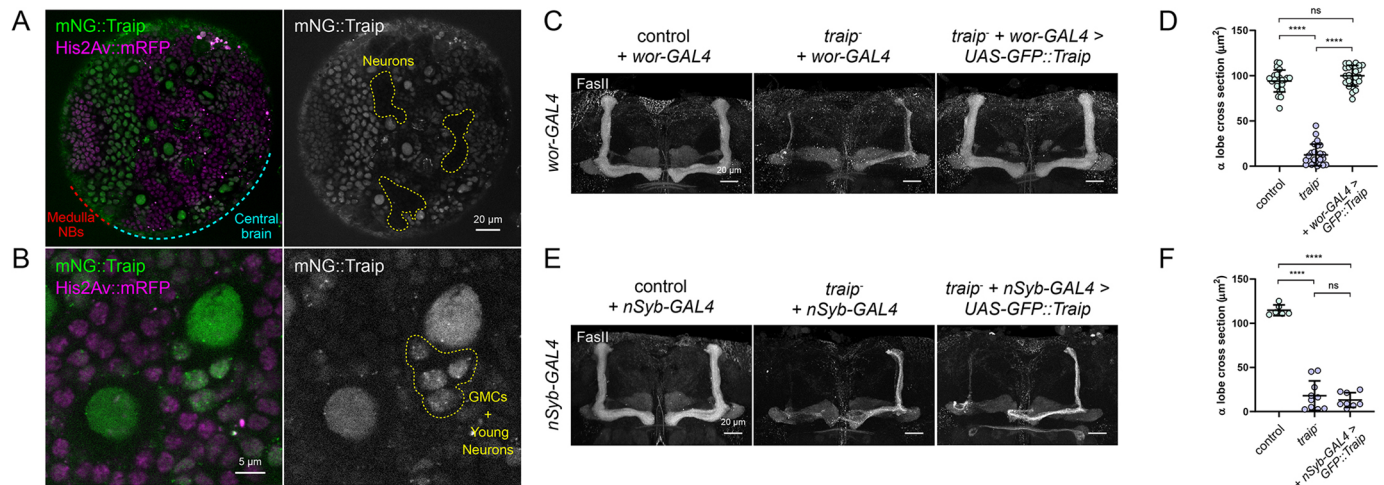 A
mNG::Traip
His2Av::mRFP
Medulla
NBs
Central
brain
mNG::Traip
Neurons
20 µm
B
mNG::Traip
His2Av::mRFP
5 µm
mNG::Traip
GMCs
+
Young
Neurons
C
control
+ wor-GAL4
traip-
+ wor-GAL4
traip- + wor-GAL4 >
UAS-GFP::Traip
wor-GAL4
FasII
20 µm
D
ns
****
****
α lobe cross section (µm2)
150
100
50
0
control
traip-
+ wor-GAL4 >
GFP::Traip
E
control
+ nSyb-GAL4
traip-
+ nSyb-GAL4
traip- + nSyb-GAL4 >
UAS-GFP::Traip
nSyb-GAL4
FasII
20 µm
F
****
****
ns
α lobe cross section (µm2)
150
100
50
0
control
traip-
+ nSyb-GAL4 >
GFP::Traip